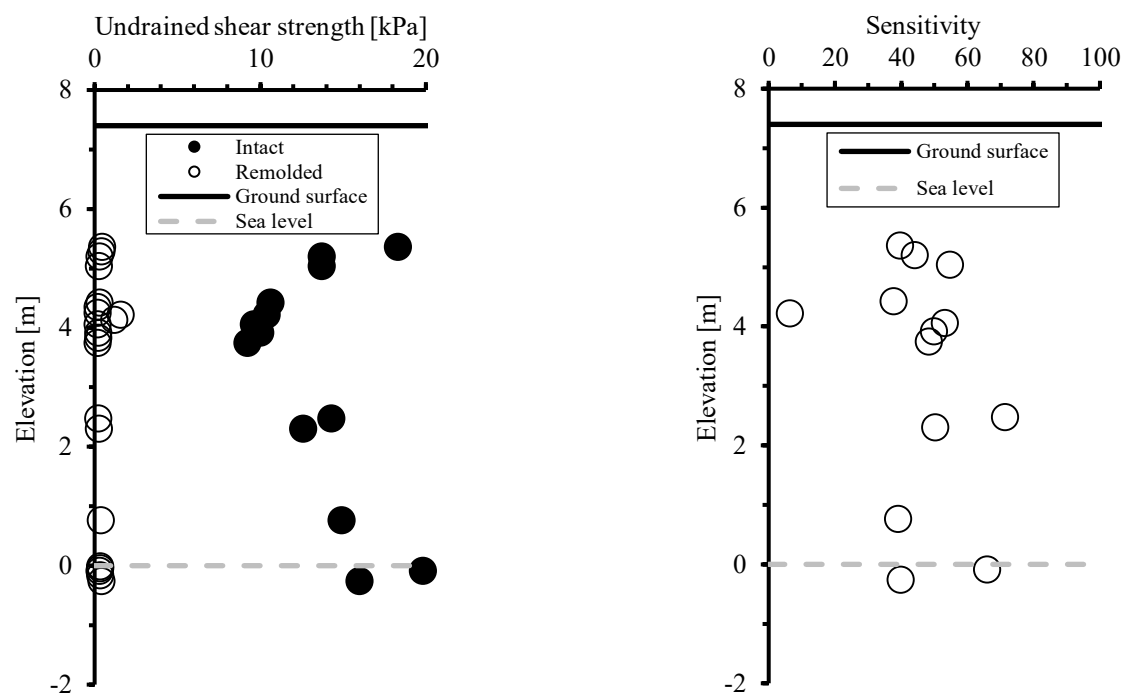 Undrained shear strength [kPa]
0 10 20
8
6
4
2
0
-2
Elevation [m]
Intact
Remolded
Ground surface
Sea level
Sensitivity
0 20 40 60 80 100
8
6
4
2
0
-2
Elevation [m]
Ground surface
Sea level